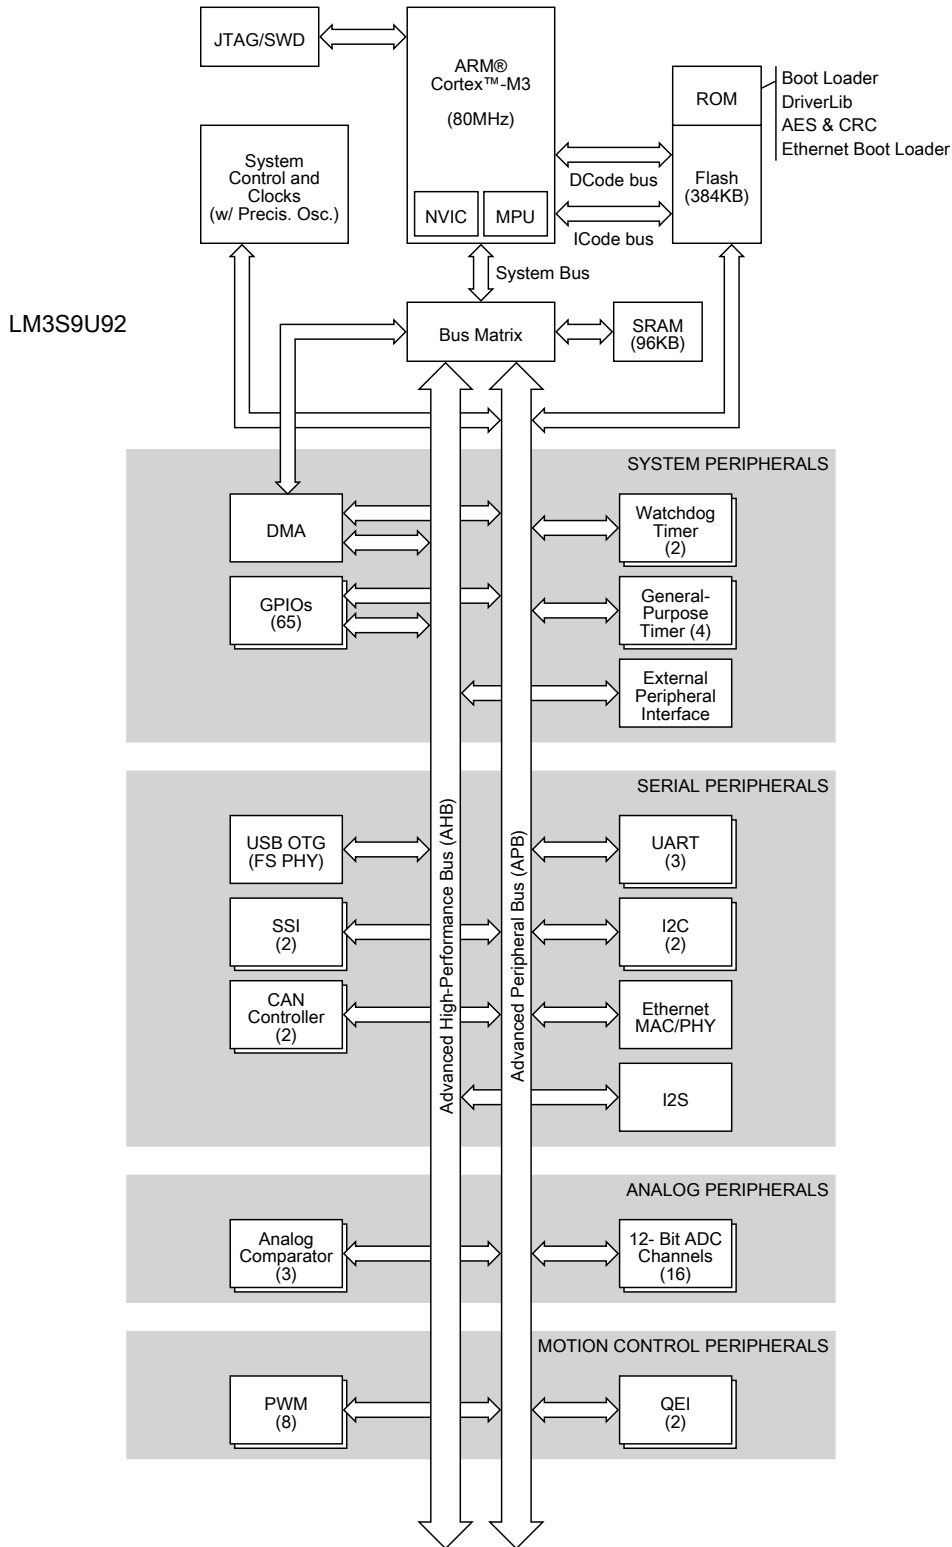 JTAG/SWD
ARM®
Cortex™-M3
(80MHz)
NVIC
MPU
ROM
Flash
(384KB)
Boot Loader
DriverLib
AES & CRC
Ethernet Boot Loader
System
Control and
Clocks
(w/ Precis. Osc.)
DCode bus
ICode bus
System Bus
LM3S9U92
Bus Matrix
SRAM
(96KB)
SYSTEM PERIPHERALS
DMA
Watchdog
Timer
(2)
GPIOs
(65)
General-
Purpose
Timer (4)
External
Peripheral
Interface
Advanced High-Performance Bus (AHB)
Advanced Peripheral Bus (APB)
SERIAL PERIPHERALS
USB OTG
(FS PHY)
UART
(3)
SSI
(2)
I2C
(2)
CAN
Controller
(2)
Ethernet
MAC/PHY
I2S
ANALOG PERIPHERALS
Analog
Comparator
(3)
12- Bit ADC
Channels
(16)
MOTION CONTROL PERIPHERALS
PWM
(8)
QEI
(2)